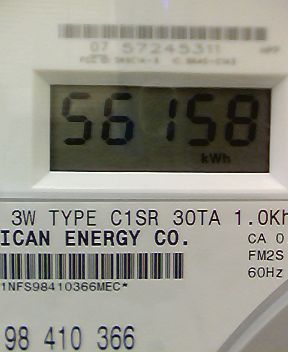 07 57245311
56158
kWh
3W TYPE C1SR 30TA 1.0Kh
ICAN ENERGY CO.
CA 0
FM2S
60Hz
1NFS98410366MEC*
98 410 366